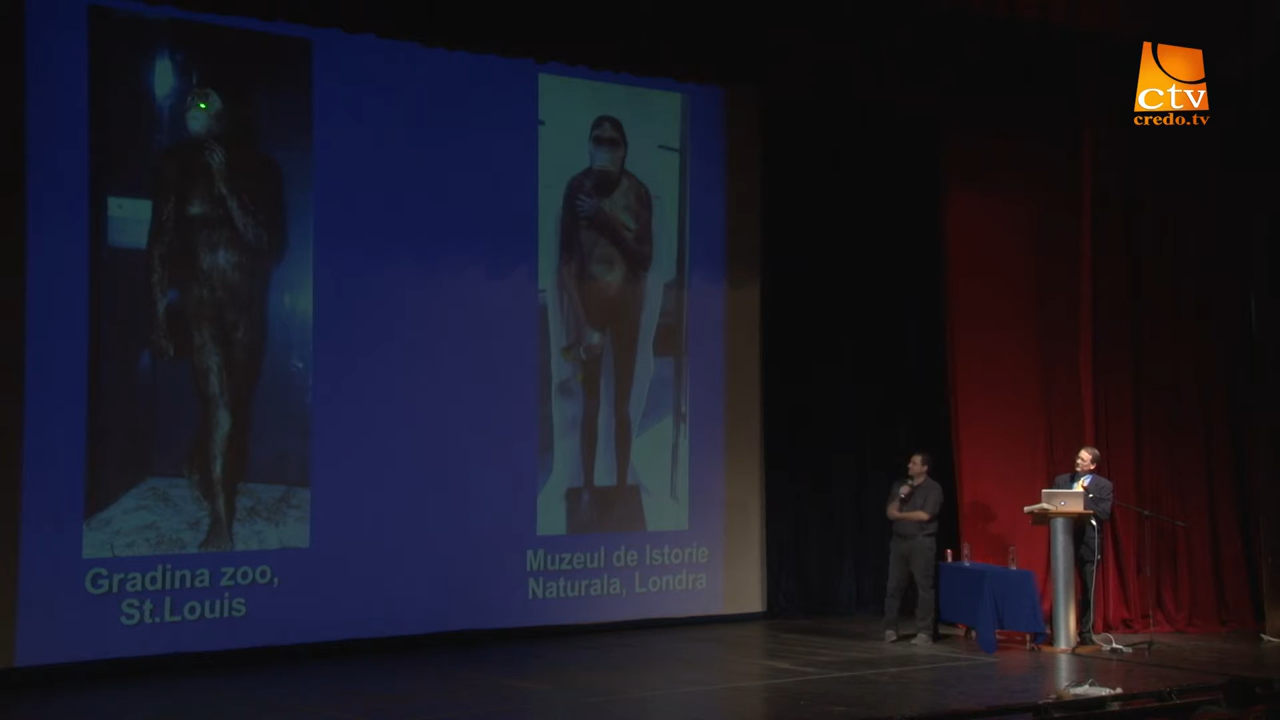 ctv
credo.tv
Gradina zoo,
St.Louis
Muzeul de Istorie
Naturala, Londra